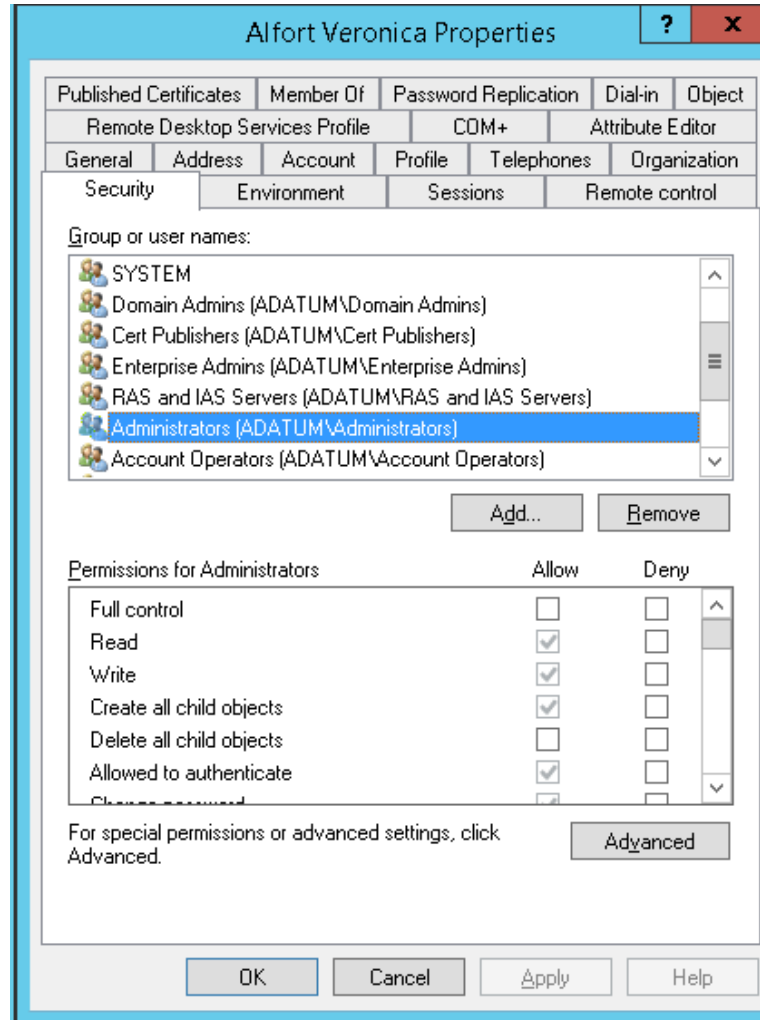 Alfort Veronica Properties
? x
Published Certificates Member Of Password Replication Dial-in Object
Remote Desktop Services Profile COM+ Attribute Editor
General Address Account Profile Telephones Organization
Security Environment Sessions Remote control
Group or user names:
SYSTEM
Domain Admins (ADATUM\Domain Admins)
Cert Publishers (ADATUM\Cert Publishers)
Enterprise Admins (ADATUM\Enterprise Admins)
RAS and IAS Servers (ADATUM\RAS and IAS Servers)
Administrators (ADATUM\Administrators)
Account Operators (ADATUM\Account Operators)
Add... Remove
Permissions for Administrators Allow Deny
Full control
Read
Write
Create all child objects
Delete all child objects
Allowed to authenticate
Change password
For special permissions or advanced settings, click
Advanced.
Advanced
OK Cancel Apply Help